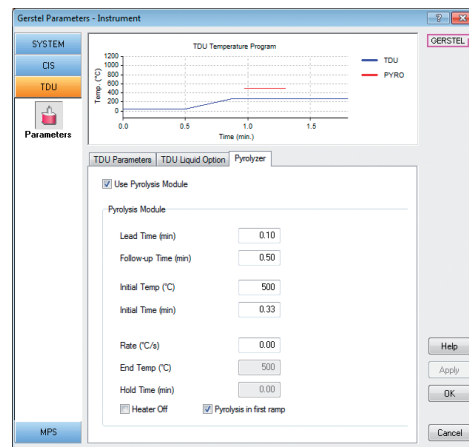 Gerstel Parameters - Instrument
SYSTEM
CIS
TDU
Parameters
MPS
TDU Temperature Program
Temp. (°C)
1200
1000
800
600
400
200
0
0.0 0.5 1.0 1.5
Time (min.)
TDU
PYRO
GERSTEL
TDU Parameters TDU Liquid Option Pyrolyzer
Use Pyrolysis Module
Pyrolysis Module
Lead Time (min) 0.10
Follow-up Time (min) 0.50
Initial Temp (°C) 500
Initial Time (min) 0.33
Rate (°C/s) 0.00
End Temp (°C) 500
Hold Time (min) 0.00
Heater Off Pyrolysis in first ramp
Help
Apply
OK
Cancel